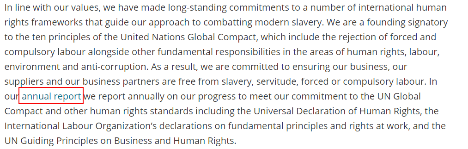 In line with our values, we have made long-standing commitments to a number of international human
rights frameworks that guide our approach to combatting modern slavery. We are a founding signatory
to the ten principles of the United Nations Global Compact, which include the rejection of forced and
compulsory labour alongside other fundamental responsibilities in the areas of human rights, labour,
environment and anti-corruption. As a result, we are committed to ensuring our business, our
suppliers and our business partners are free from slavery, servitude, forced or compulsory labour. In
our annual report we report annually on our progress to meet our commitment to the UN Global
Compact and other human rights standards including the Universal Declaration of Human Rights, the
International Labour Organization's declarations on fundamental principles and rights at work, and the
UN Guiding Principles on Business and Human Rights.